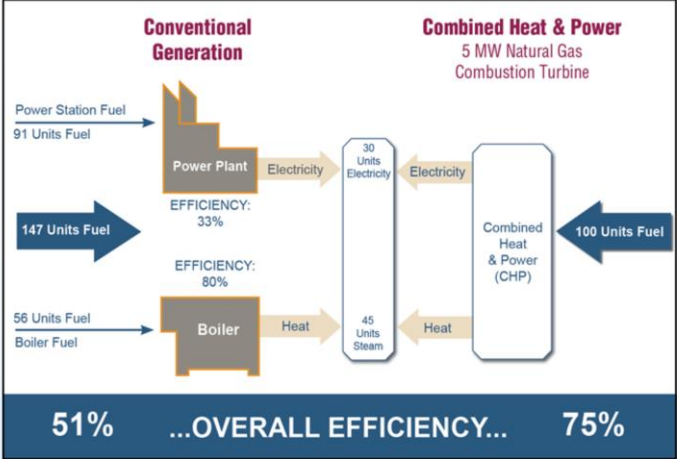 Conventional
Generation
Combined Heat & Power
5 MW Natural Gas
Combustion Turbine
Power Station Fuel
91 Units Fuel
Power Plant
Electricity
30
Units
Electricity
Electricity
EFFICIENCY:
33%
147 Units Fuel
Combined
Heat
& Power
(CHP)
100 Units Fuel
EFFICIENCY:
80%
56 Units Fuel
Boiler Fuel
Boiler
Heat
45
Units
Steam
Heat
51%
...OVERALL EFFICIENCY...
75%